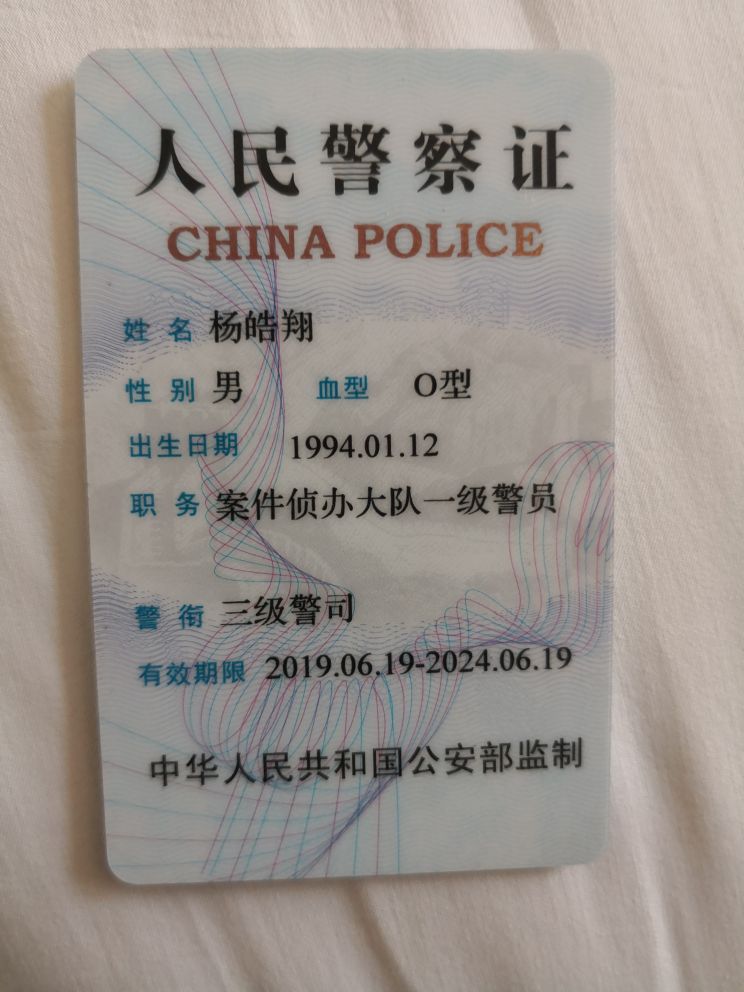 人民警察证
CHINA POLICE
姓 名 杨皓翔
性 别 男 血型 O型
出生日期 1994.01.12
职 务 案件侦办大队一级警员
警 衔 三级警司
有效期限 2019.06.19-2024.06.19
中华人民共和国公安部监制